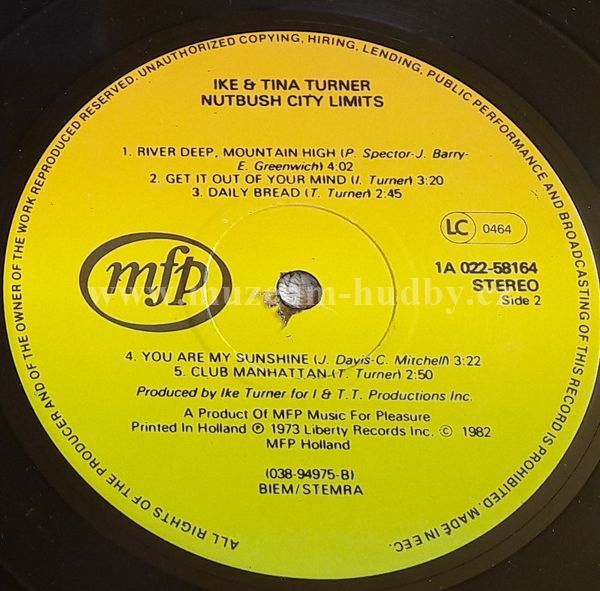 ALL RIGHTS OF THE PRODUCER AND OF THE OWNER OF THE WORK REPRODUCED RESERVED. UNAUTHORIZED COPYING, HIRING, LENDING, PUBLIC PERFORMANCE AND BROADCASTING OF THIS RECORD IS PROHIBITED. MADE IN EEC.
IKE & TINA TURNER
NUTBUSH CITY LIMITS
1. RIVER DEEP, MOUNTAIN HIGH (P. Spector-J. Barry-
E. Greenwich) 4:02
2. GET IT OUT OF YOUR MIND (I. Turner) 3:20
3. DAILY BREAD (T. Turner) 2:45
LC 0464
mfp
1A 022-58164
STEREO
Side 2
www.muzeum-hudby.cz
4. YOU ARE MY SUNSHINE (J. Davis-C. Mitchell) 3:22
5. CLUB MANHATTAN (T. Turner) 2:50
Produced by Ike Turner for I & T.T. Productions Inc.
A Product Of MFP Music For Pleasure
Printed In Holland ℗ 1973 Liberty Records Inc. © 1982
MFP Holland
(038-94975-B)
BIEM/STEMRA